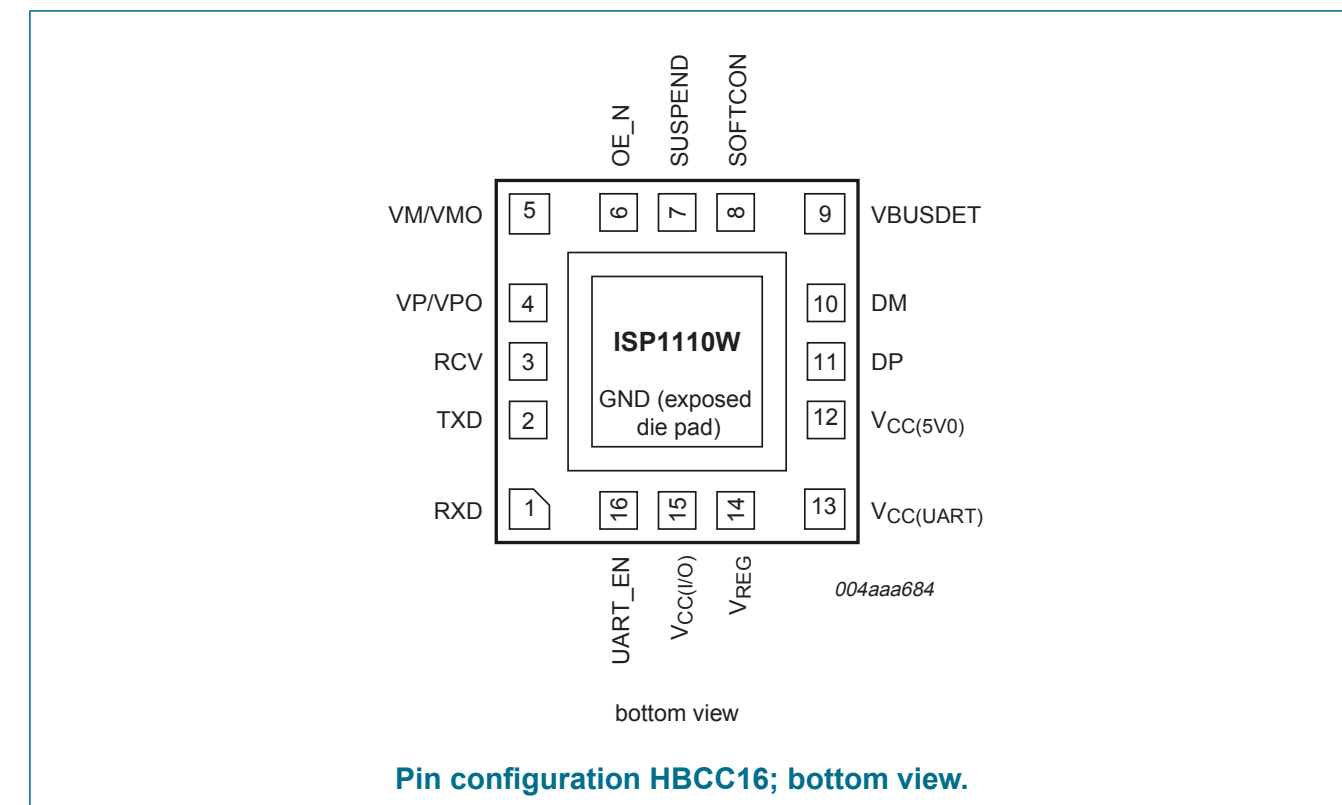 OE_N
SUSPEND
SOFTCON
VM/VMO 5 6 7 8 9 VBUSDET
VP/VPO 4 10 DM
ISP1110W
RCV 3 11 DP
GND (exposed
die pad)
TXD 2 12 VCC(5V0)
RXD 1 16 15 14 13 VCC(UART)
UART_EN
VCC(I/O)
VREG
004aaa684
bottom view
Pin configuration HBCC16; bottom view.